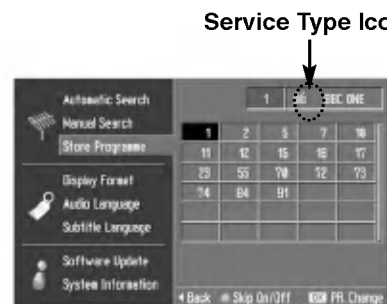 Service Type Ico
1 BBC ONE
Automatic Search
Manual Search
Store Programme
Display Format
Audio Language
Subtitle Language
Software Update
System Information
1 2 5 7 10
11 12 15 16 17
23 55 70 72 73
74 84 91
Back Skip On/Off PR. Change